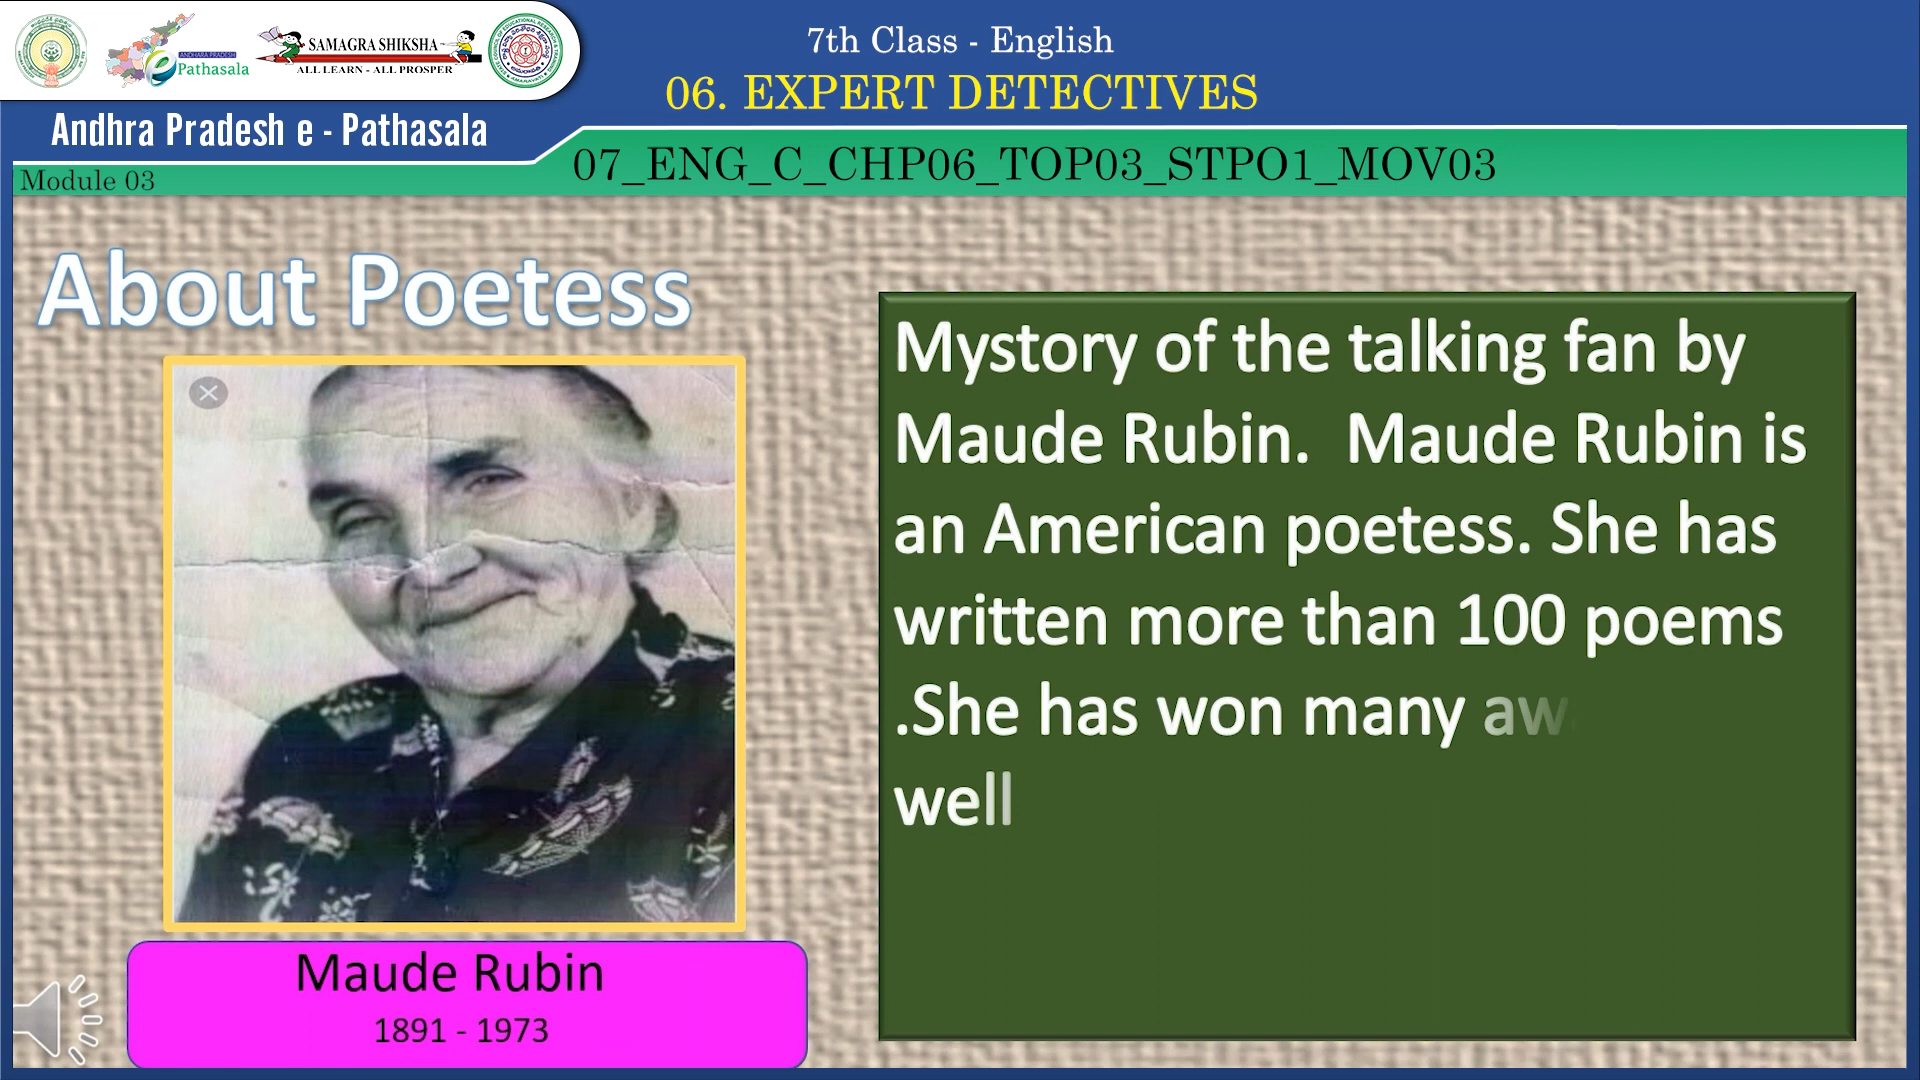 SAMAGRA SHIKSHA
ALL LEARN - ALL PROSPER
ANDHRA PRADESH
e Pathasala
7th Class - English
06. EXPERT DETECTIVES
Andhra Pradesh e - Pathasala
07_ENG_C_CHP06_TOP03_STPO1_MOV03
Module 03
About Poetess
Mystory of the talking fan by
Maude Rubin. Maude Rubin is
an American poetess. She has
written more than 100 poems
.She has won many
well
Maude Rubin
1891 - 1973